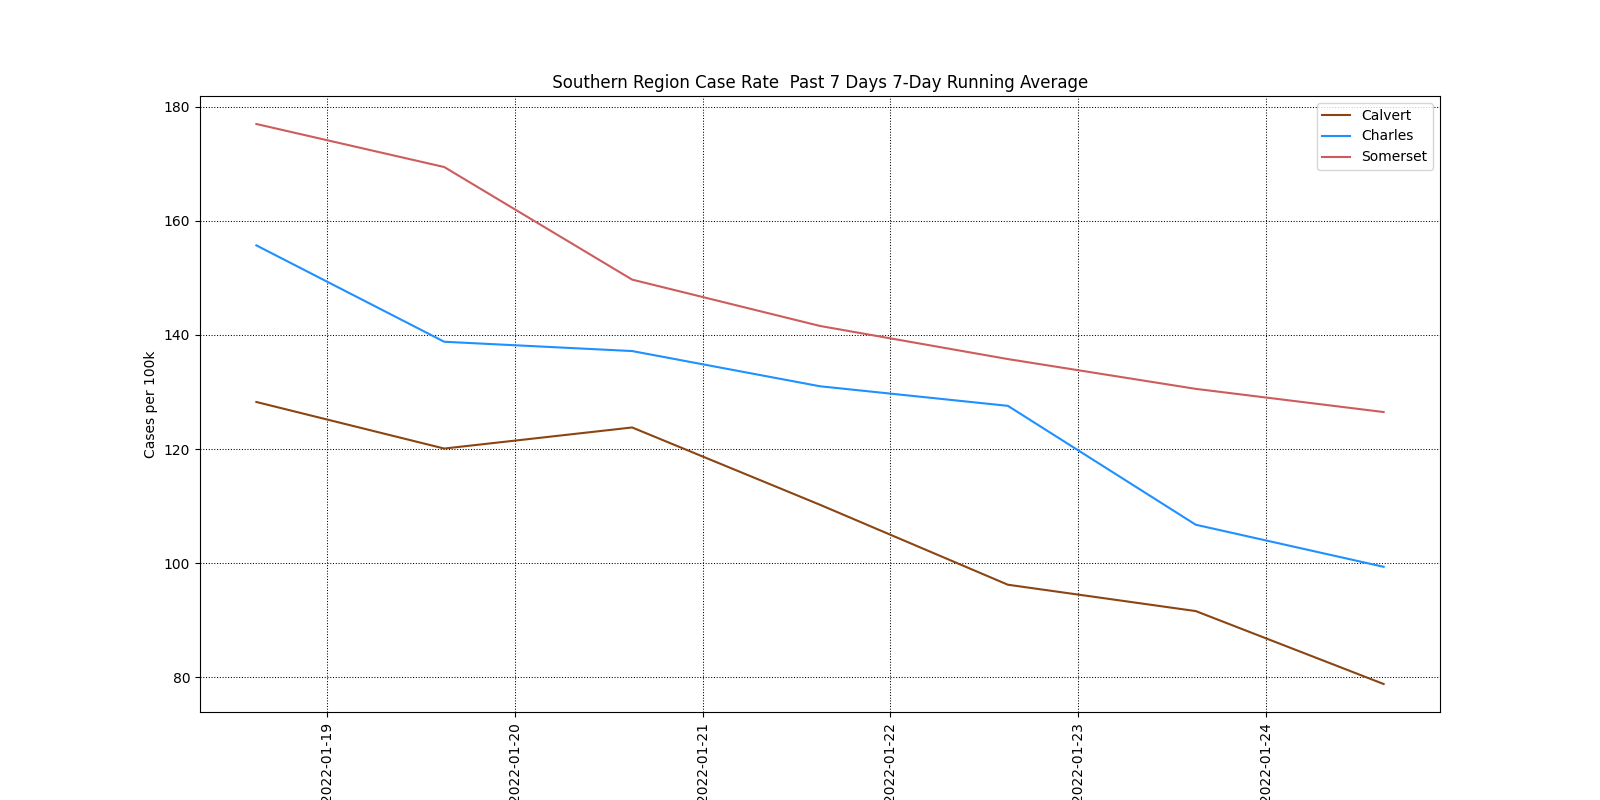 Southern Region Case Rate  Past 7 Days 7-Day Running Average
Calvert
Charles
Somerset
Cases per 100k
180
160
140
120
100
80
2022-01-19
2022-01-20
2022-01-21
2022-01-22
2022-01-23
2022-01-24